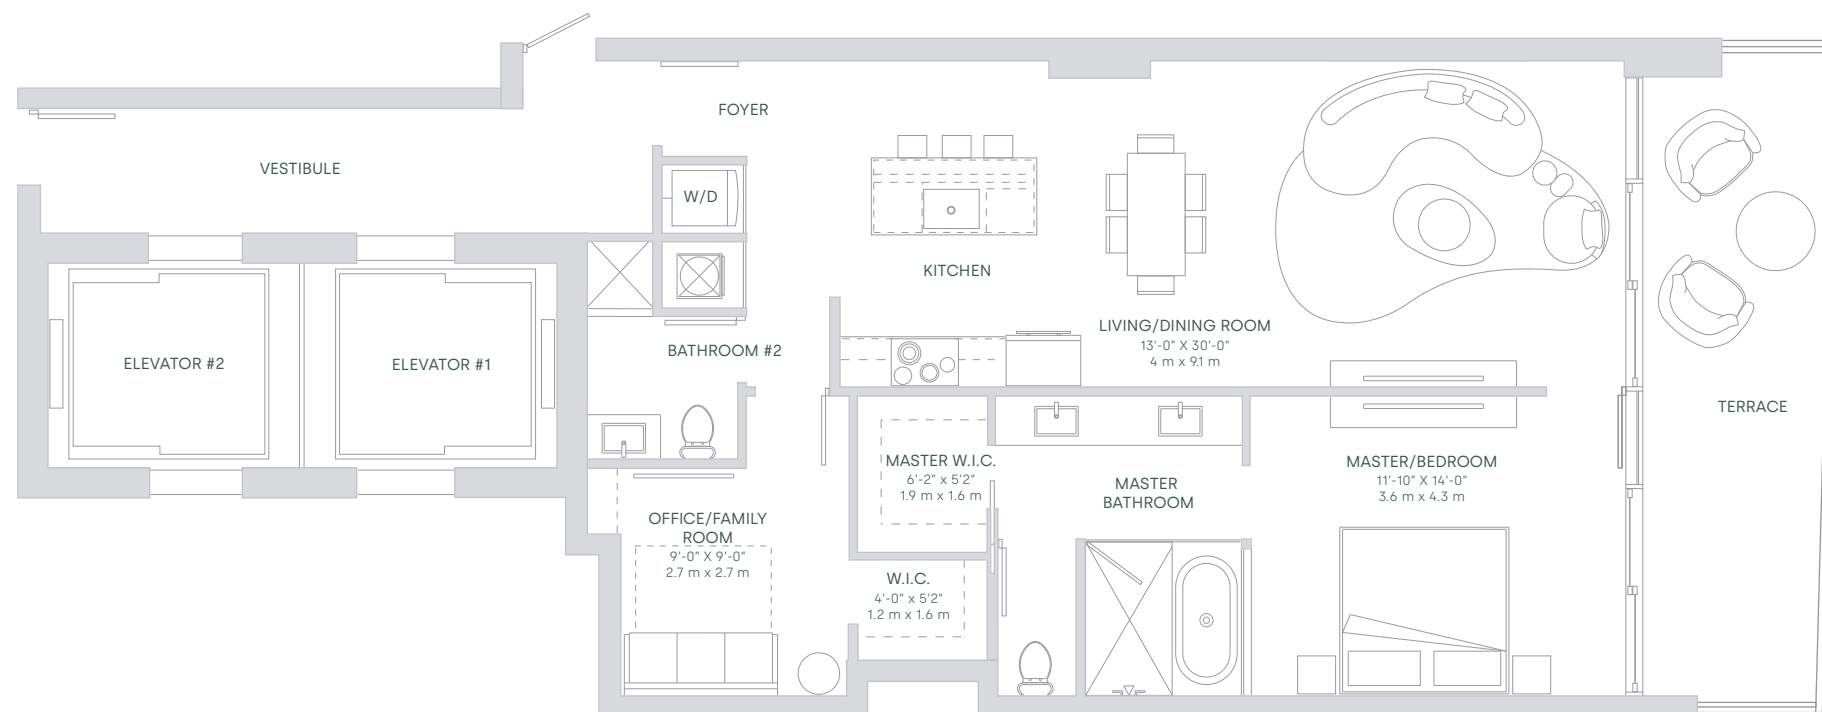 FOYER
VESTIBULE
W/D
KITCHEN
LIVING/DINING ROOM
13'-0" X 30'-0"
4 m x 9.1 m
BATHROOM #2
ELEVATOR #2
ELEVATOR #1
TERRACE
MASTER W.I.C.
6'-2" x 5'2"
1.9 m x 1.6 m
MASTER
BATHROOM
MASTER/BEDROOM
11'-10" X 14'-0"
3.6 m x 4.3 m
OFFICE/FAMILY
ROOM
9'-0" X 9'-0"
2.7 m x 2.7 m
W.I.C.
4'-0" x 5'2"
1.2 m x 1.6 m